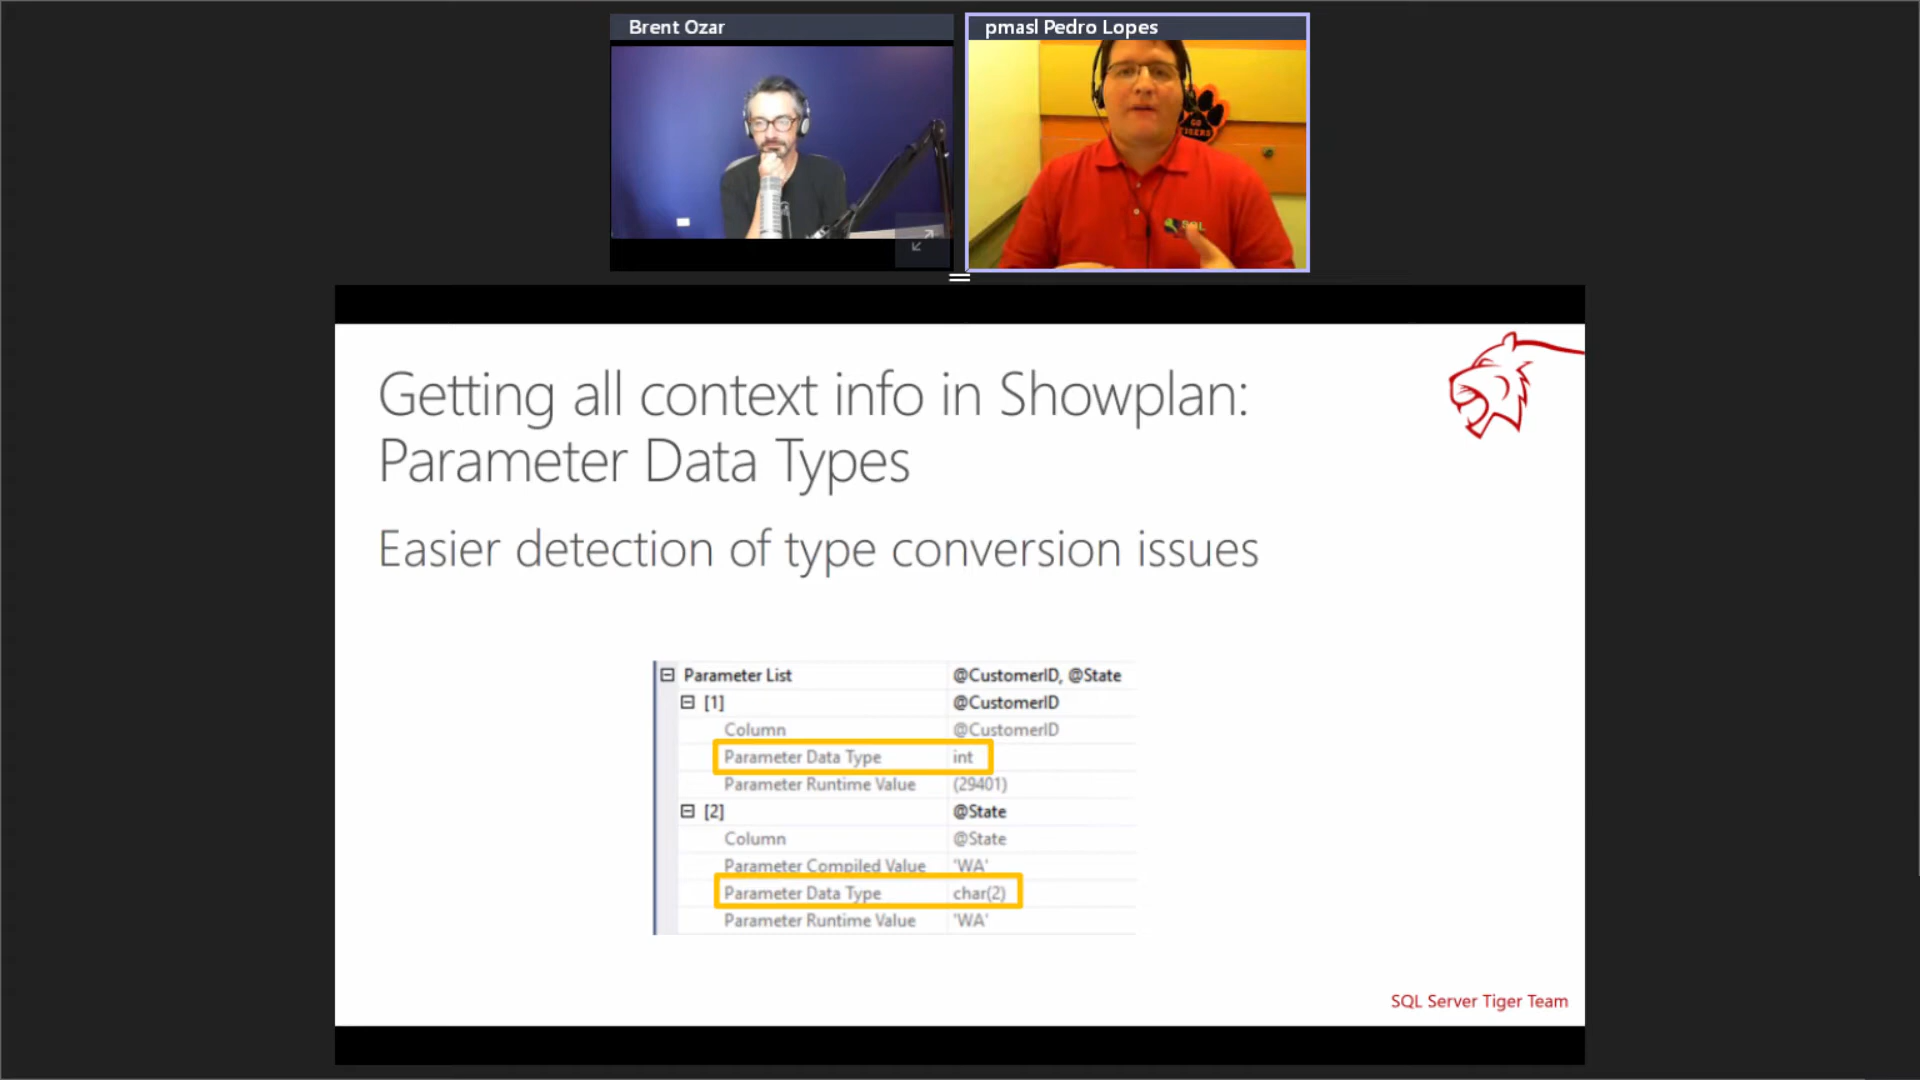 Brent Ozar
pmasl Pedro Lopes
GO
TIGERS
SQL
Getting all context info in Showplan:
Parameter Data Types
Easier detection of type conversion issues
Parameter List @CustomerID, @State
[1] @CustomerID
Column @CustomerID
Parameter Data Type int
Parameter Runtime Value (29401)
[2] @State
Column @State
Parameter Compiled Value 'WA'
Parameter Data Type char(2)
Parameter Runtime Value 'WA'
SQL Server Tiger Team